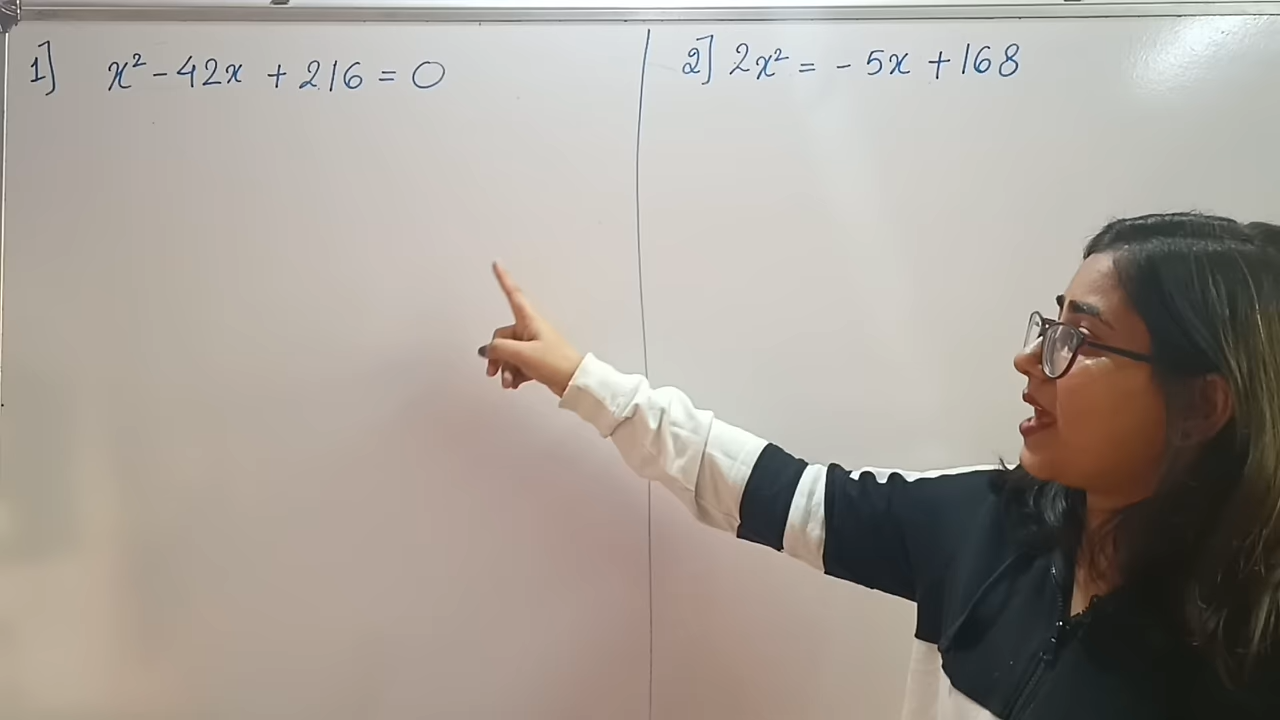 1] x² - 42x + 216 = 0
2] 2x² = - 5x + 168